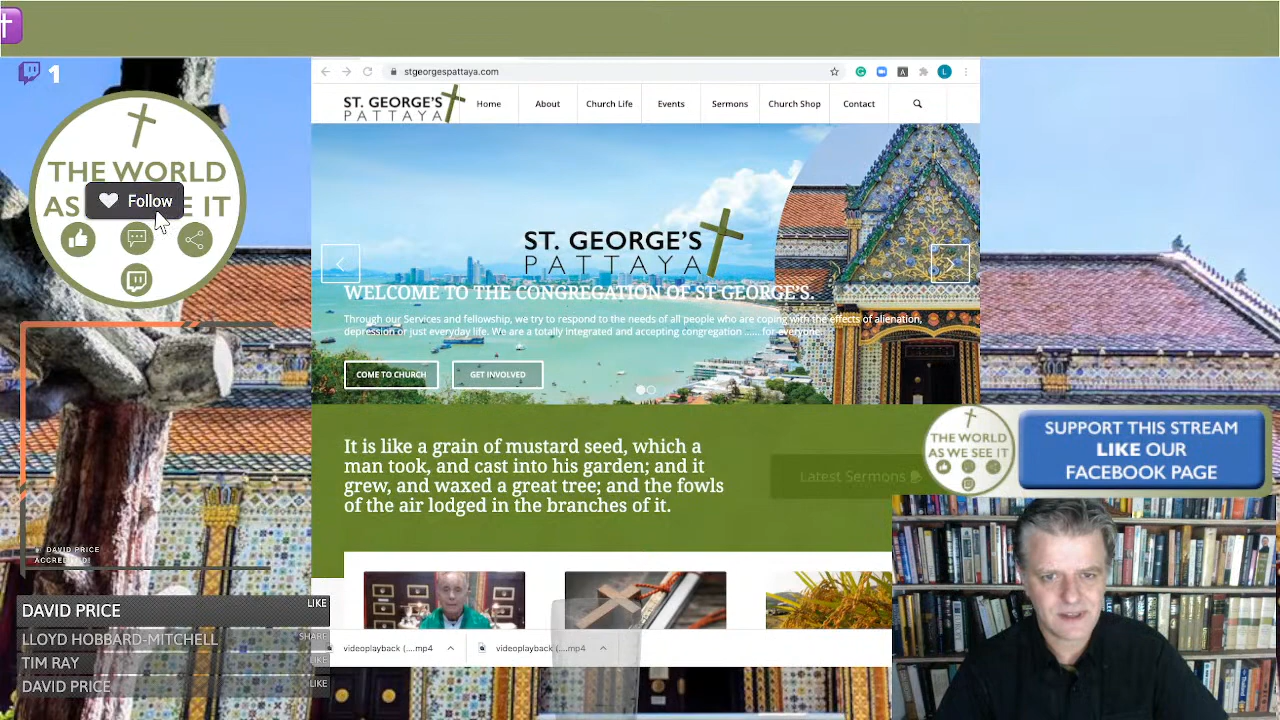 1
THE WORLD
AS
E IT
Follow
stgeorgespattaya.com
L
ST. GEORGE'S
PATTAYA
Home
About
Church Life
Events
Sermons
Church Shop
Contact
ST. GEORGE'S
PATTAYA
WELCOME TO THE CONGREGATION OF ST GEORGE'S.
Through our Services and fellowship, we try to respond to the needs of all people who are coping with the effects of alienation,
depression or just everyday life. We are a totally integrated and accepting congregation ...... for everyone.
COME TO CHURCH
GET INVOLVED
It is like a grain of mustard seed, which a
man took, and cast into his garden; and it
grew, and waxed a great tree; and the fowls
of the air lodged in the branches of it.
Latest Sermons
THE WORLD
AS WE SEE IT
SUPPORT THIS STREAM
LIKE OUR
FACEBOOK PAGE
DAVID PRICE
DAVID PRICE LIKE
LLOYD HOBBARD-MITCHELL SHARE
TIM RAY LIKE
DAVID PRICE LIKE
videoplayback (....mp4
videoplayback (....mp4